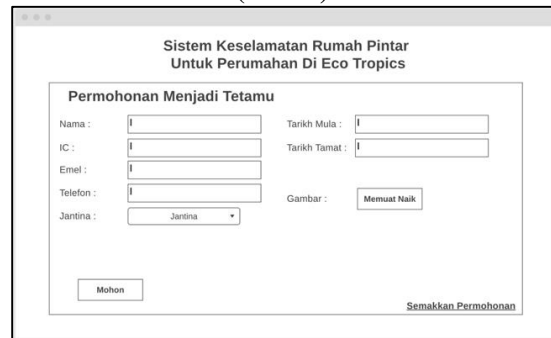 Sistem Keselamatan Rumah Pintar
Untuk Perumahan Di Eco Tropics
Permohonan Menjadi Tetamu
Nama :
IC :
Emel :
Telefon :
Jantina :
Jantina
Tarikh Mula :
Tarikh Tamat :
Gambar :
Memuat Naik
Mohon
Semakkan Permohonan